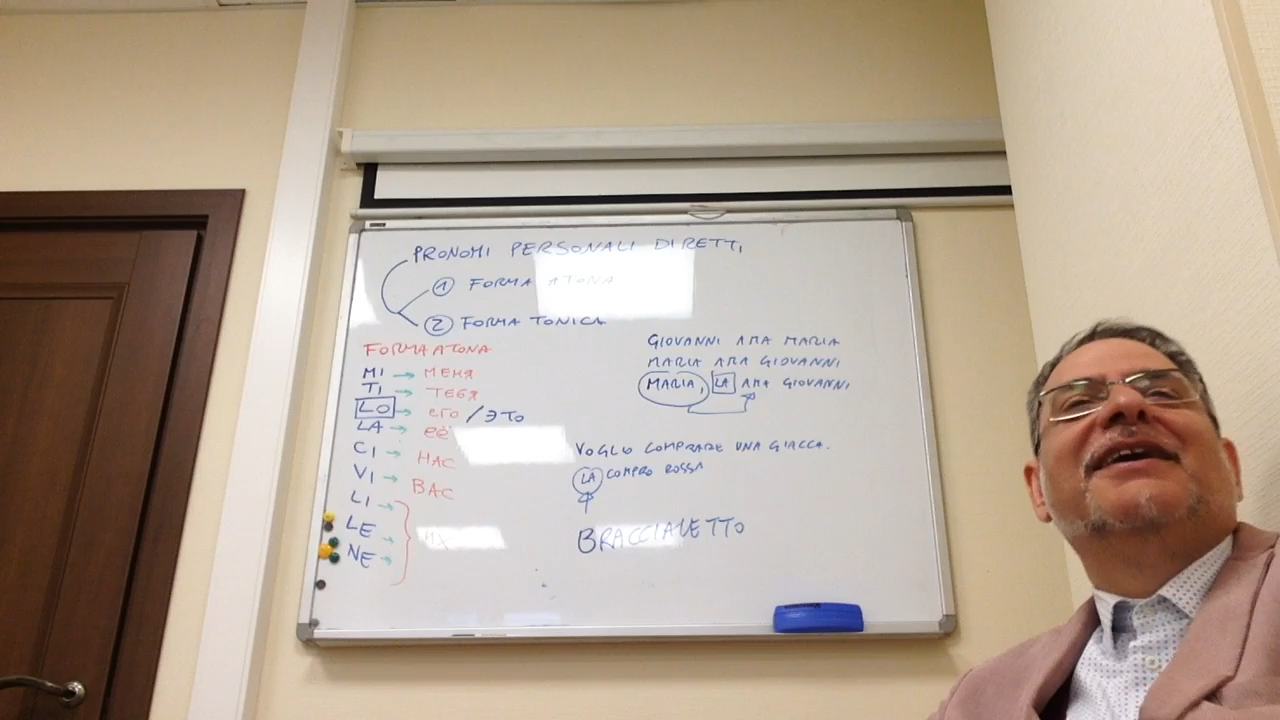 PRONOMI PERSONALI DIRETTI
1 FORMA ATONA
2 FORMA TONICA
FORMA ATONA
MI → МЕНЯ
TI → ТЕБЯ
LO → его / ЭТО
LA → её
CI → НАС
VI → ВАС
LI →
LE →
NE →
ИХ
GIOVANNI AMA MARIA
MARIA AMA GIOVANNI
MARIA, LA AMA GIOVANNI
VOGLIO COMPRARE UNA GIACCA.
LA COMPRO ROSSA
BRACCIALETTO